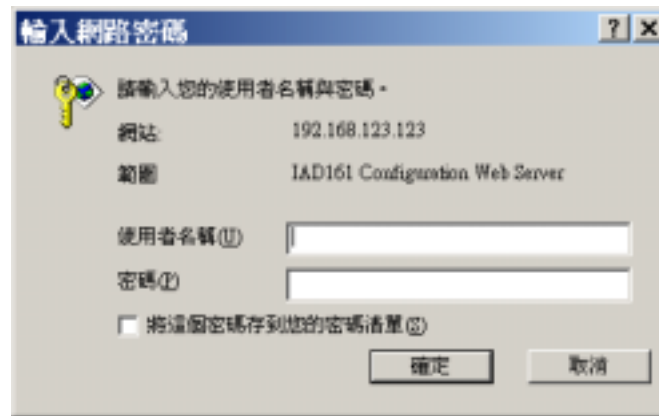 輸入網路密碼
請輸入您的使用者名稱與密碼。
網站: 192.168.123.123
範圍 IAD161 Configuration Web Server
使用者名稱(U)
密碼(P)
將這個密碼存到您的密碼清單(S)
確定 取消